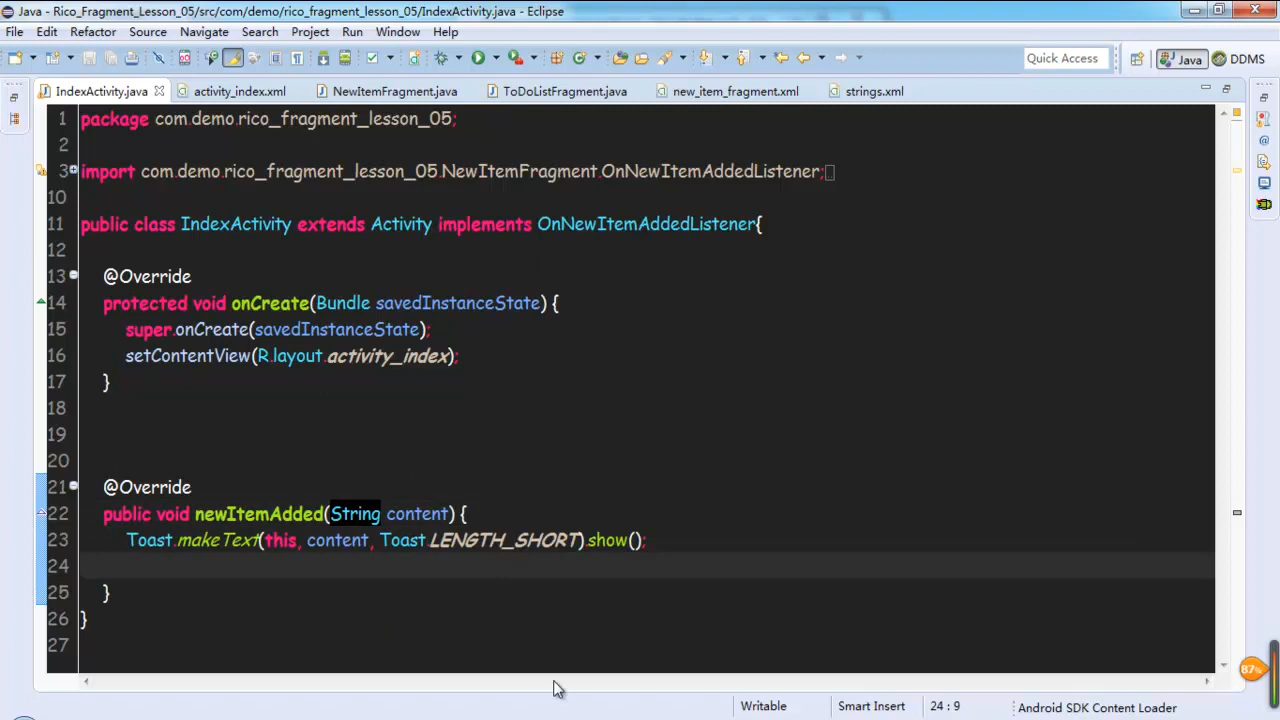 Java - Rico_Fragment_Lesson_05/src/com/demo/rico_fragment_lesson_05/IndexActivity.java - Eclipse
File Edit Refactor Source Navigate Search Project Run Window Help
Quick Access Java DDMS
IndexActivity.java activity_index.xml NewItemFragment.java ToDoListFragment.java new_item_fragment.xml strings.xml
1 package com.demo.rico_fragment_lesson_05;
2
3 import com.demo.rico_fragment_lesson_05.NewItemFragment.OnNewItemAddedListener;
10
11 public class IndexActivity extends Activity implements OnNewItemAddedListener{
12
13 @Override
14 protected void onCreate(Bundle savedInstanceState) {
15 super.onCreate(savedInstanceState);
16 setContentView(R.layout.activity_index);
17 }
18
19
20
21 @Override
22 public void newItemAdded(String content) {
23 Toast.makeText(this, content, Toast.LENGTH_SHORT).show();
24
25 }
26 }
27
87%
Writable Smart Insert 24 : 9 Android SDK Content Loader